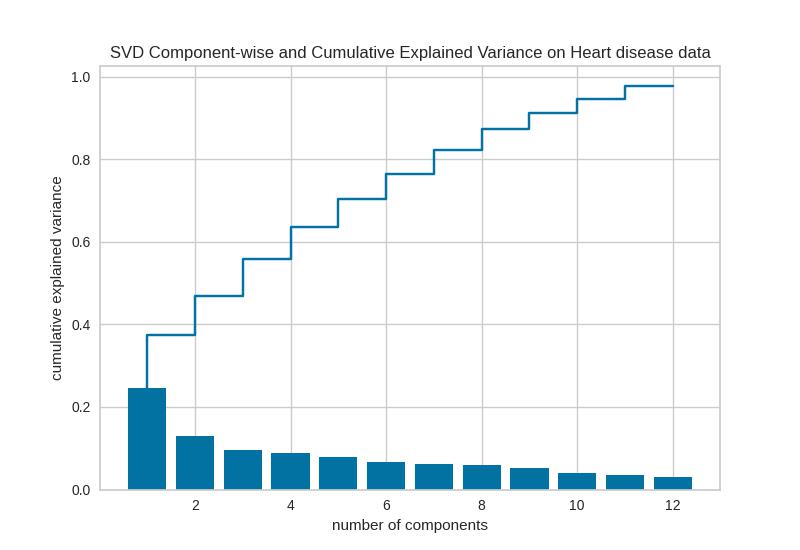 SVD Component-wise and Cumulative Explained Variance on Heart disease data
1.0
0.8
0.6
0.4
0.2
0.0
cumulative explained variance
2 4 6 8 10 12
number of components